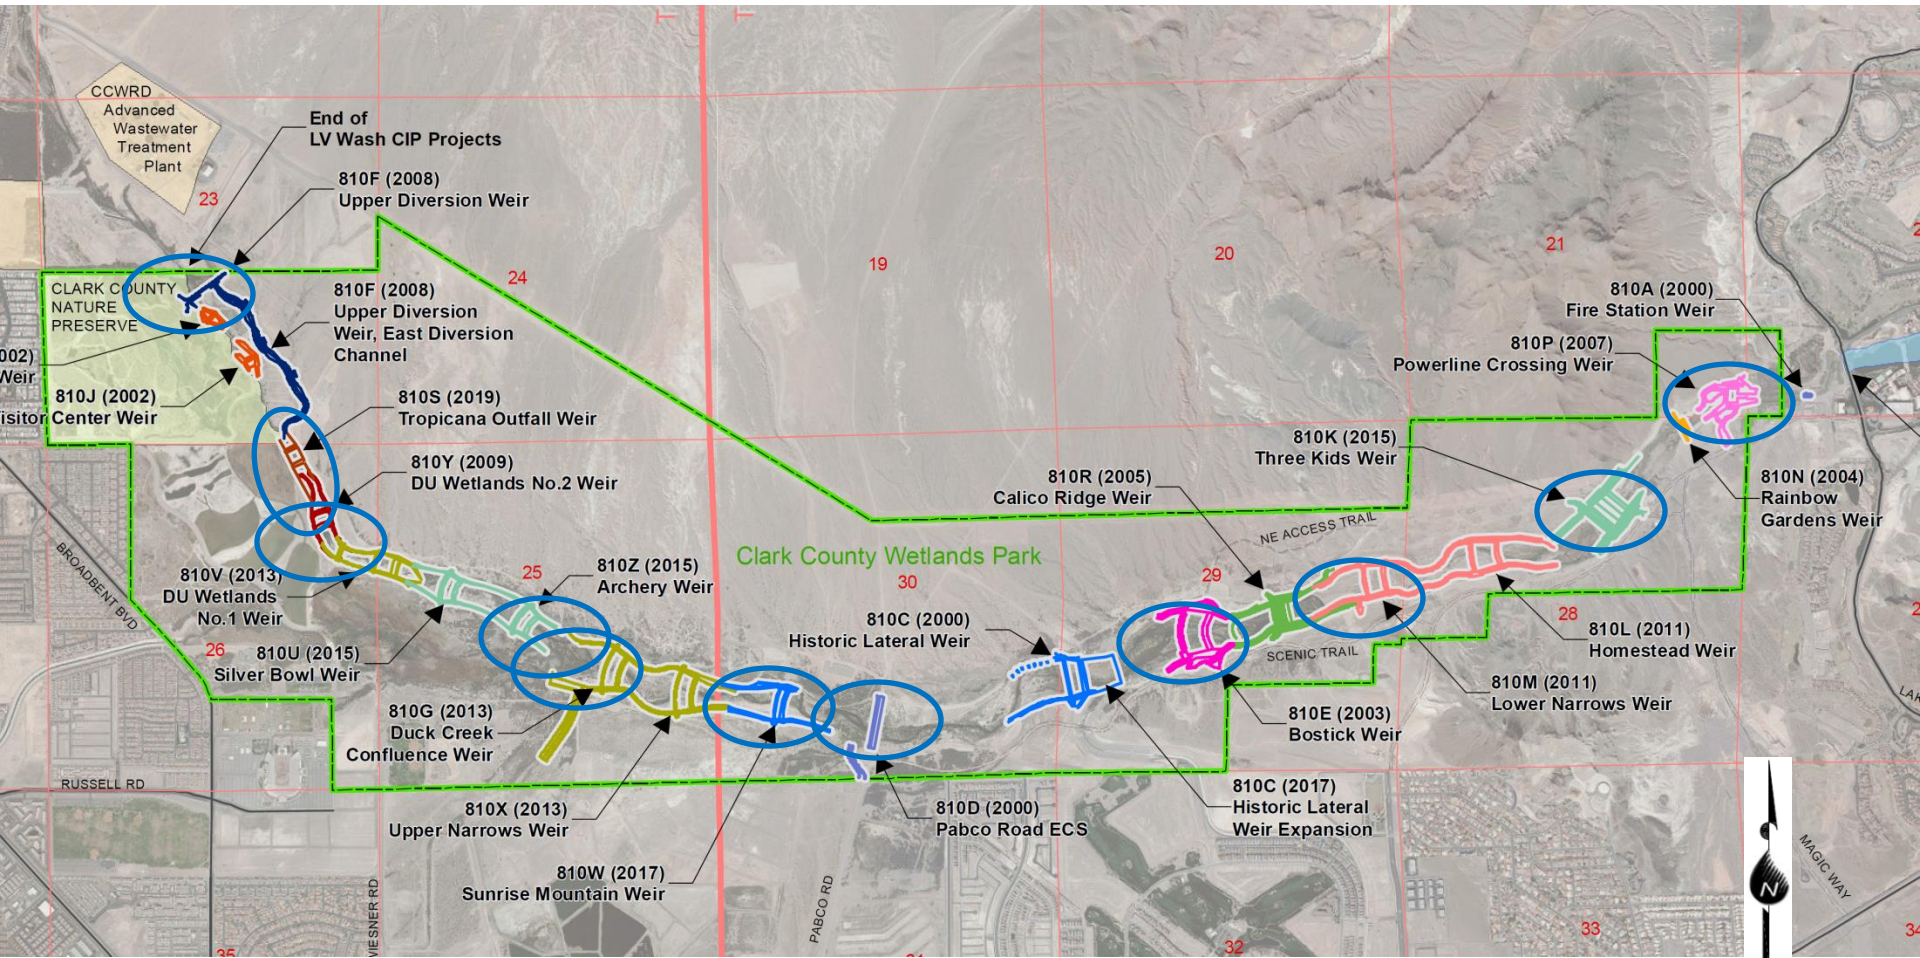 CCWRD
Advanced
Wastewater
Treatment
Plant
End of
LV Wash CIP Projects
810F (2008)
Upper Diversion Weir
23
24
19
20
21
CLARK COUNTY
NATURE
PRESERVE
810F (2008)
Upper Diversion
Weir, East Diversion
Channel
002)
Weir
810J (2002)
isitor Center Weir
810S (2019)
Tropicana Outfall Weir
810Y (2009)
DU Wetlands No.2 Weir
810A (2000)
Fire Station Weir
810P (2007)
Powerline Crossing Weir
810K (2015)
Three Kids Weir
810R (2005)
Calico Ridge Weir
810N (2004)
Rainbow
Gardens Weir
NE ACCESS TRAIL
Clark County Wetlands Park
BROADBENT BVD
810V (2013)
DU Wetlands
No.1 Weir
25
810Z (2015)
Archery Weir
30
29
28
26
810U (2015)
Silver Bowl Weir
810C (2000)
Historic Lateral Weir
SCENIC TRAIL
810L (2011)
Homestead Weir
810M (2011)
Lower Narrows Weir
810G (2013)
Duck Creek
Confluence Weir
810E (2003)
Bostick Weir
RUSSELL RD
810X (2013)
Upper Narrows Weir
810D (2000)
Pabco Road ECS
810C (2017)
Historic Lateral
Weir Expansion
810W (2017)
Sunrise Mountain Weir
WIESNER RD
PABCO RD
MAGIC WAY
N
35
32
33
34